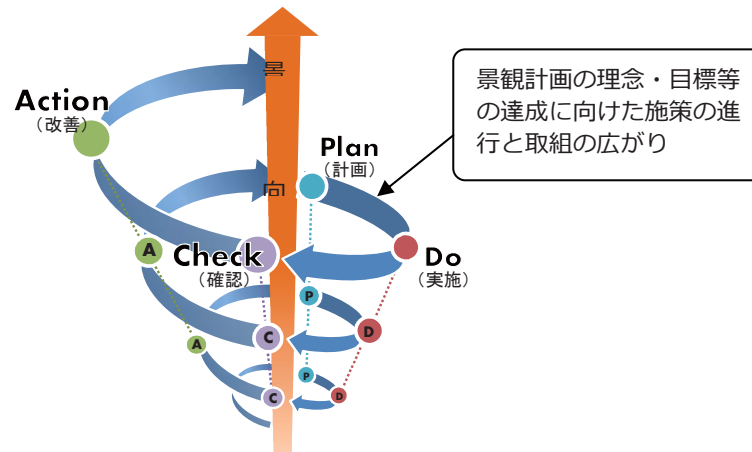 景
Action
（改善）
景観計画の理念・目標等
の達成に向けた施策の進
行と取組の広がり
Plan
（計画）
向
A
Check
（確認）
Do
（実施）
P
D
C
A
P
D
C